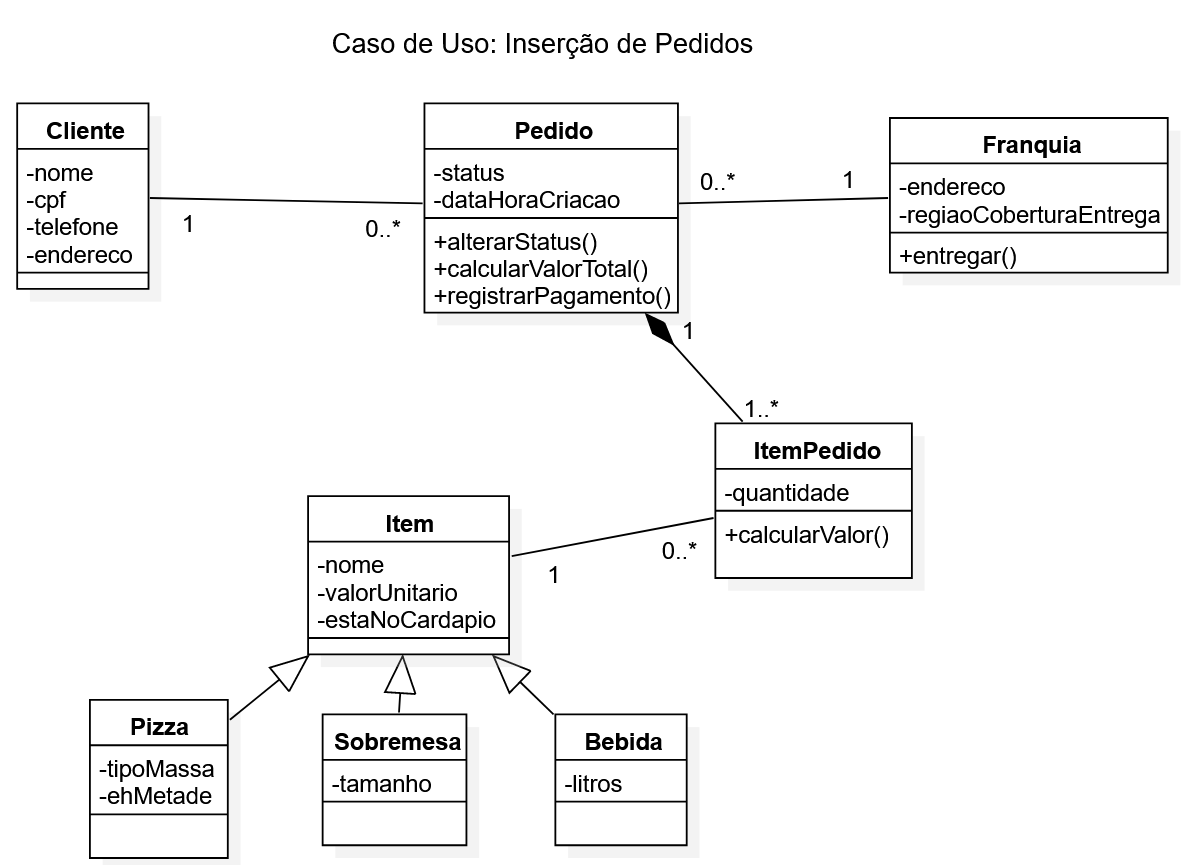 Caso de Uso: Inserção de Pedidos
Cliente
-nome
-cpf
-telefone
-endereco
1
0..*
Pedido
-status
-dataHoraCriacao
+alterarStatus()
+calcularValorTotal()
+registrarPagamento()
0..*
1
Franquia
-endereco
-regiaoCoberturaEntrega
+entregar()
1
1..*
ItemPedido
-quantidade
+calcularValor()
0..*
1
Item
-nome
-valorUnitario
-estaNoCardapio
Pizza
-tipoMassa
-ehMetade
Sobremesa
-tamanho
Bebida
-litros